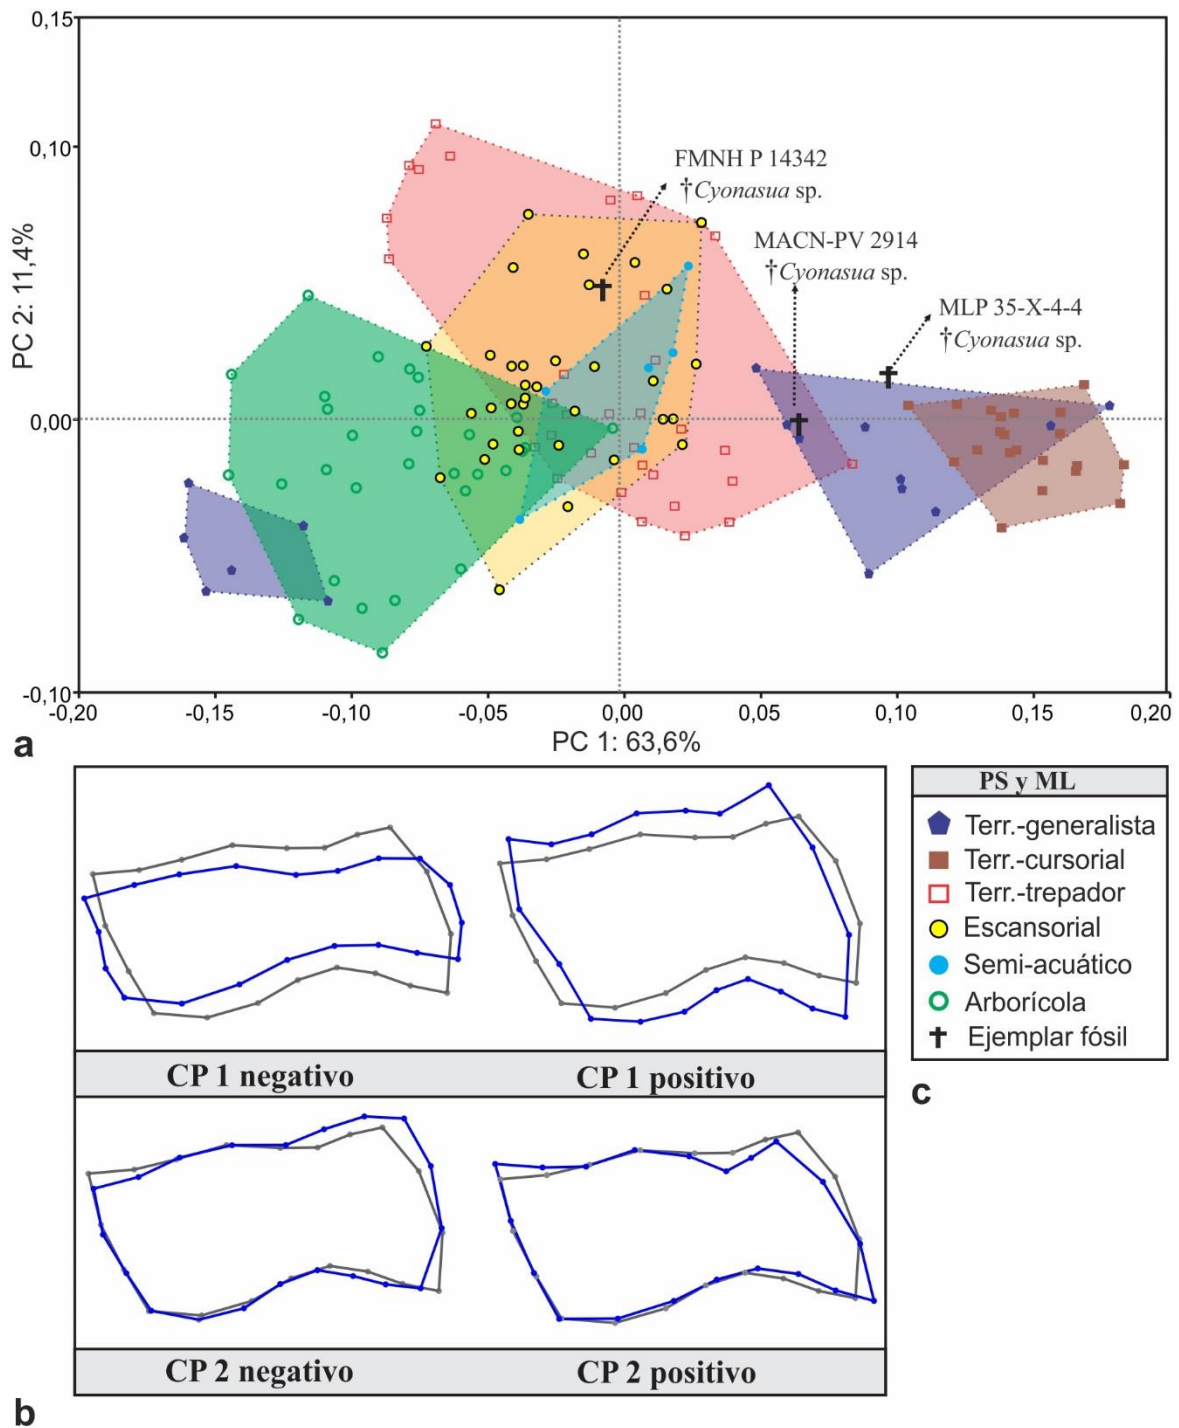 0,15
0,10
0,00
-0,10
PC 2: 11,4%
FMNH P 14342
†Cyonasua sp.
MACN-PV 2914
†Cyonasua sp.
MLP 35-X-4-4
†Cyonasua sp.
-0,20 -0,15 -0,10 -0,05 0,00 0,05 0,10 0,15 0,20
PC 1: 63,6%
a
CP 1 negativo CP 1 positivo
CP 2 negativo CP 2 positivo
b
PS y ML
Terr.-generalista
Terr.-cursorial
Terr.-trepador
Escansorial
Semi-acuático
Arborícola
Ejemplar fósil
c